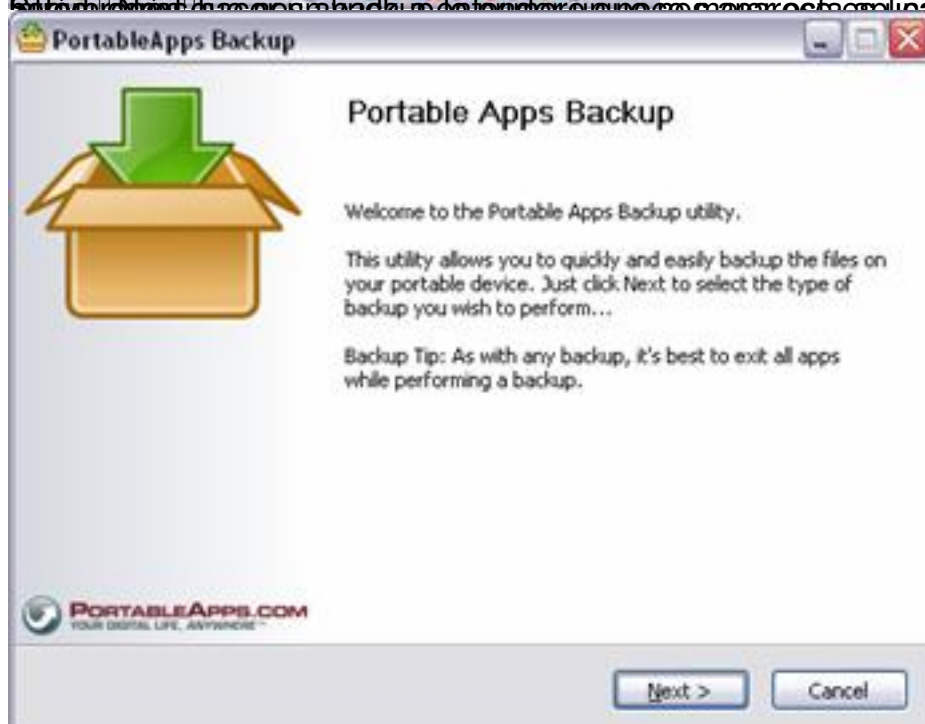 PortableApps Backup
Portable Apps Backup
Welcome to the Portable Apps Backup utility.
This utility allows you to quickly and easily backup the files on
your portable device. Just click Next to select the type of
backup you wish to perform...
Backup Tip: As with any backup, it's best to exit all apps
while performing a backup.
PORTABLEAPPS.COM
YOUR DIGITAL LIFE, ANYWHERE™
Next >
Cancel